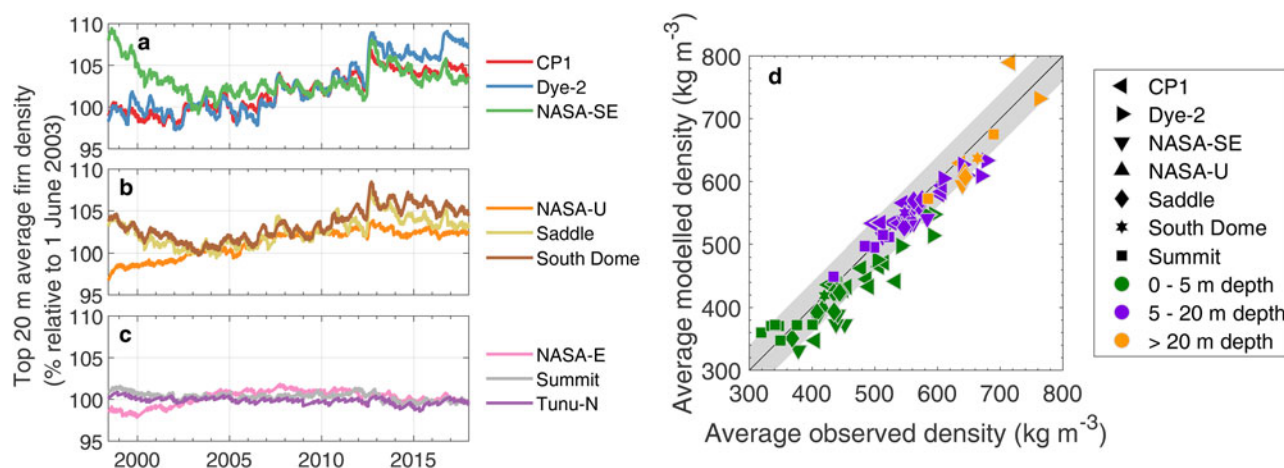 Top 20 m average firn density
(% relative to 1 June 2003)
110
105
100
95
a
CP1
Dye-2
NASA-SE
110
105
100
95
b
NASA-U
Saddle
South Dome
110
105
100
95
c
NASA-E
Summit
Tunu-N
2000 2005 2010 2015
Average modelled density (kg m⁻³)
800
700
600
500
400
300
d
300 400 500 600 700 800
Average observed density (kg m⁻³)
CP1
Dye-2
NASA-SE
NASA-U
Saddle
South Dome
Summit
0 - 5 m depth
5 - 20 m depth
> 20 m depth